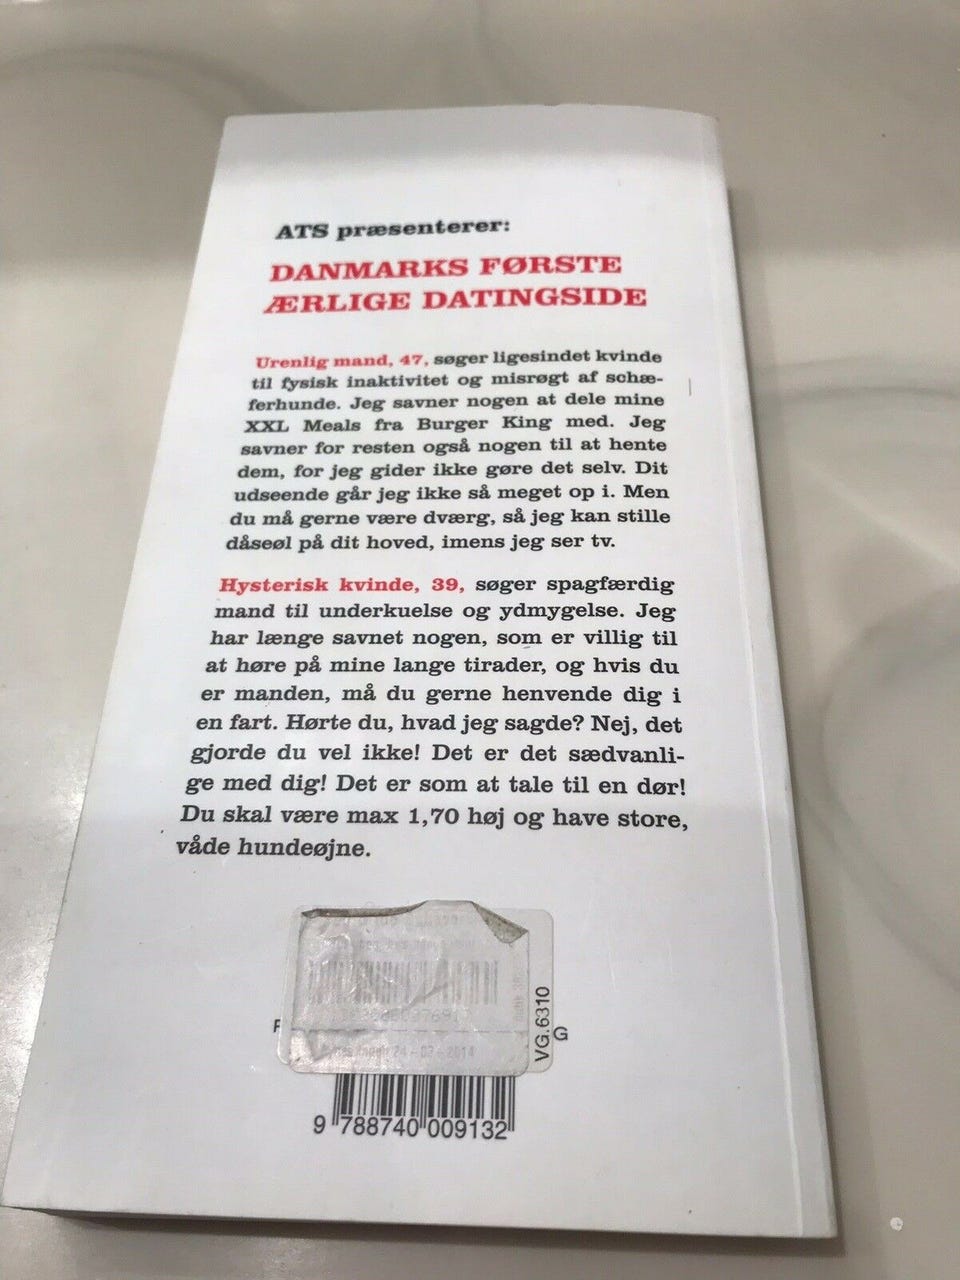 ATS præsenterer:
DANMARKS FØRSTE
ÆRLIGE DATINGSIDE
Urenlig mand, 47, søger ligesindet kvinde
til fysisk inaktivitet og misrøgt af schæ-
ferhunde. Jeg savner nogen at dele mine
XXL Meals fra Burger King med. Jeg
savner for resten også nogen til at hente
dem, for jeg gider ikke gøre det selv. Dit
udseende går jeg ikke så meget op i. Men
du må gerne være dværg, så jeg kan stille
dåseøl på dit hoved, imens jeg ser tv.
Hysterisk kvinde, 39, søger spagfærdig
mand til underkuelse og ydmygelse. Jeg
har længe savnet nogen, som er villig til
at høre på mine lange tirader, og hvis du
er manden, må du gerne henvende dig i
en fart. Hørte du, hvad jeg sagde? Nej, det
gjorde du vel ikke! Det er det sædvanli-
ge med dig! Det er som at tale til en dør!
Du skal være max 1,70 høj og have store,
våde hundeøjne.
VG.6310
G
24-02-2014
9 788740 009132